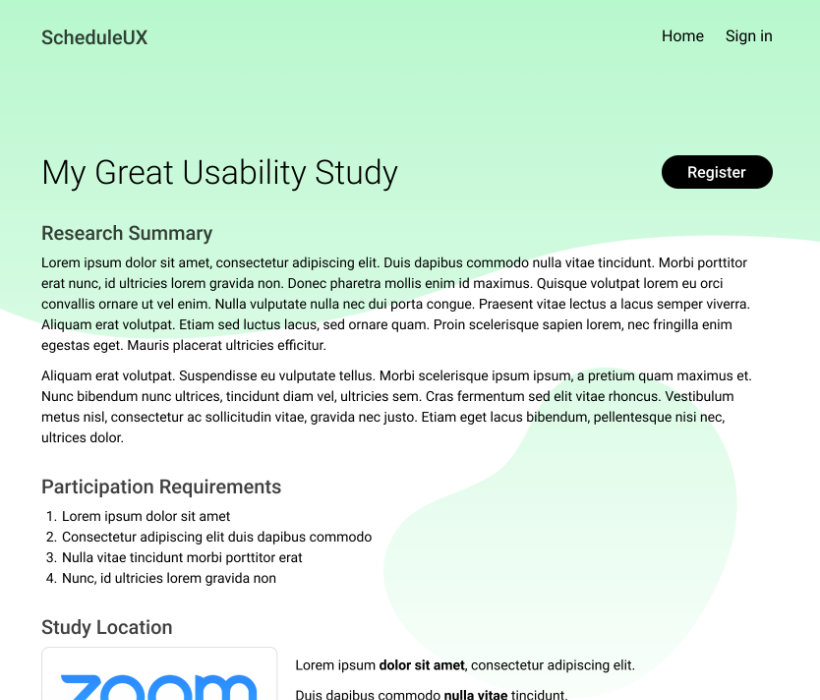 ScheduleUX
Home Sign in
My Great Usability Study
Register
Research Summary
Lorem ipsum dolor sit amet, consectetur adipiscing elit. Duis dapibus commodo nulla vitae tincidunt. Morbi porttitor
erat nunc, id ultricies lorem gravida non. Donec pharetra mollis enim id maximus. Quisque volutpat lorem eu orci
convallis ornare ut vel enim. Nulla vulputate nulla nec dui porta congue. Praesent vitae lectus a lacus semper viverra.
Aliquam erat volutpat. Etiam sed luctus lacus, sed ornare quam. Proin scelerisque sapien lorem, nec fringilla enim
egestas eget. Mauris placerat ultricies efficitur.
Aliquam erat volutpat. Suspendisse eu vulputate tellus. Morbi scelerisque ipsum ipsum, a pretium quam maximus et.
Nunc bibendum nunc ultrices, tincidunt diam vel, ultricies sem. Cras fermentum sed elit vitae rhoncus. Vestibulum
metus nisl, consectetur ac sollicitudin vitae, gravida nec justo. Etiam eget lacus bibendum, pellentesque nisi nec,
ultrices dolor.
Participation Requirements
1. Lorem ipsum dolor sit amet
2. Consectetur adipiscing elit duis dapibus commodo
3. Nulla vitae tincidunt morbi porttitor erat
4. Nunc, id ultricies lorem gravida non
Study Location
zoom
Lorem ipsum dolor sit amet, consectetur adipiscing elit.
Duis dapibus commodo nulla vitae tincidunt.